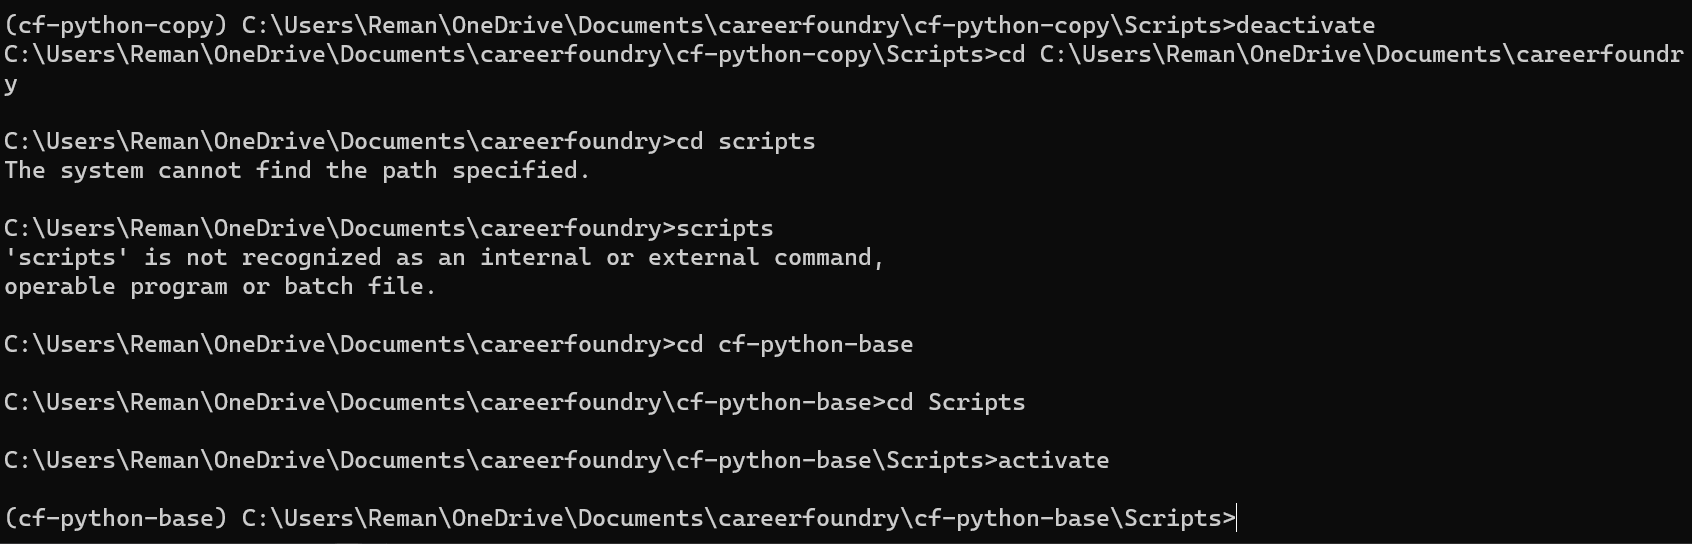 (cf-python-copy) C:\Users\Reman\OneDrive\Documents\careerfoundry\cf-python-copy\Scripts>deactivate
C:\Users\Reman\OneDrive\Documents\careerfoundry\cf-python-copy\Scripts>cd C:\Users\Reman\OneDrive\Documents\careerfoundr
y
C:\Users\Reman\OneDrive\Documents\careerfoundry>cd scripts
The system cannot find the path specified.
C:\Users\Reman\OneDrive\Documents\careerfoundry>scripts
'scripts' is not recognized as an internal or external command,
operable program or batch file.
C:\Users\Reman\OneDrive\Documents\careerfoundry>cd cf-python-base
C:\Users\Reman\OneDrive\Documents\careerfoundry\cf-python-base>cd Scripts
C:\Users\Reman\OneDrive\Documents\careerfoundry\cf-python-base\Scripts>activate
(cf-python-base) C:\Users\Reman\OneDrive\Documents\careerfoundry\cf-python-base\Scripts>